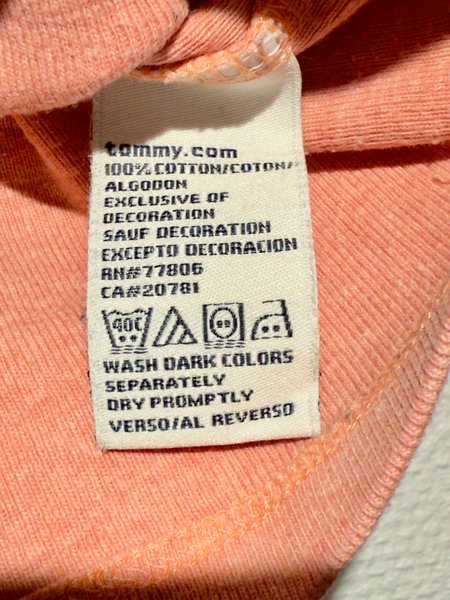 tommy.com
100% COTTON/COTON/
ALGODON
EXCLUSIVE OF
DECORATION
SAUF DECORATION
EXCEPTO DECORACION
RN#77806
CA#20781
40C
WASH DARK COLORS
SEPARATELY
DRY PROMPTLY
VERSO/AL REVERSO